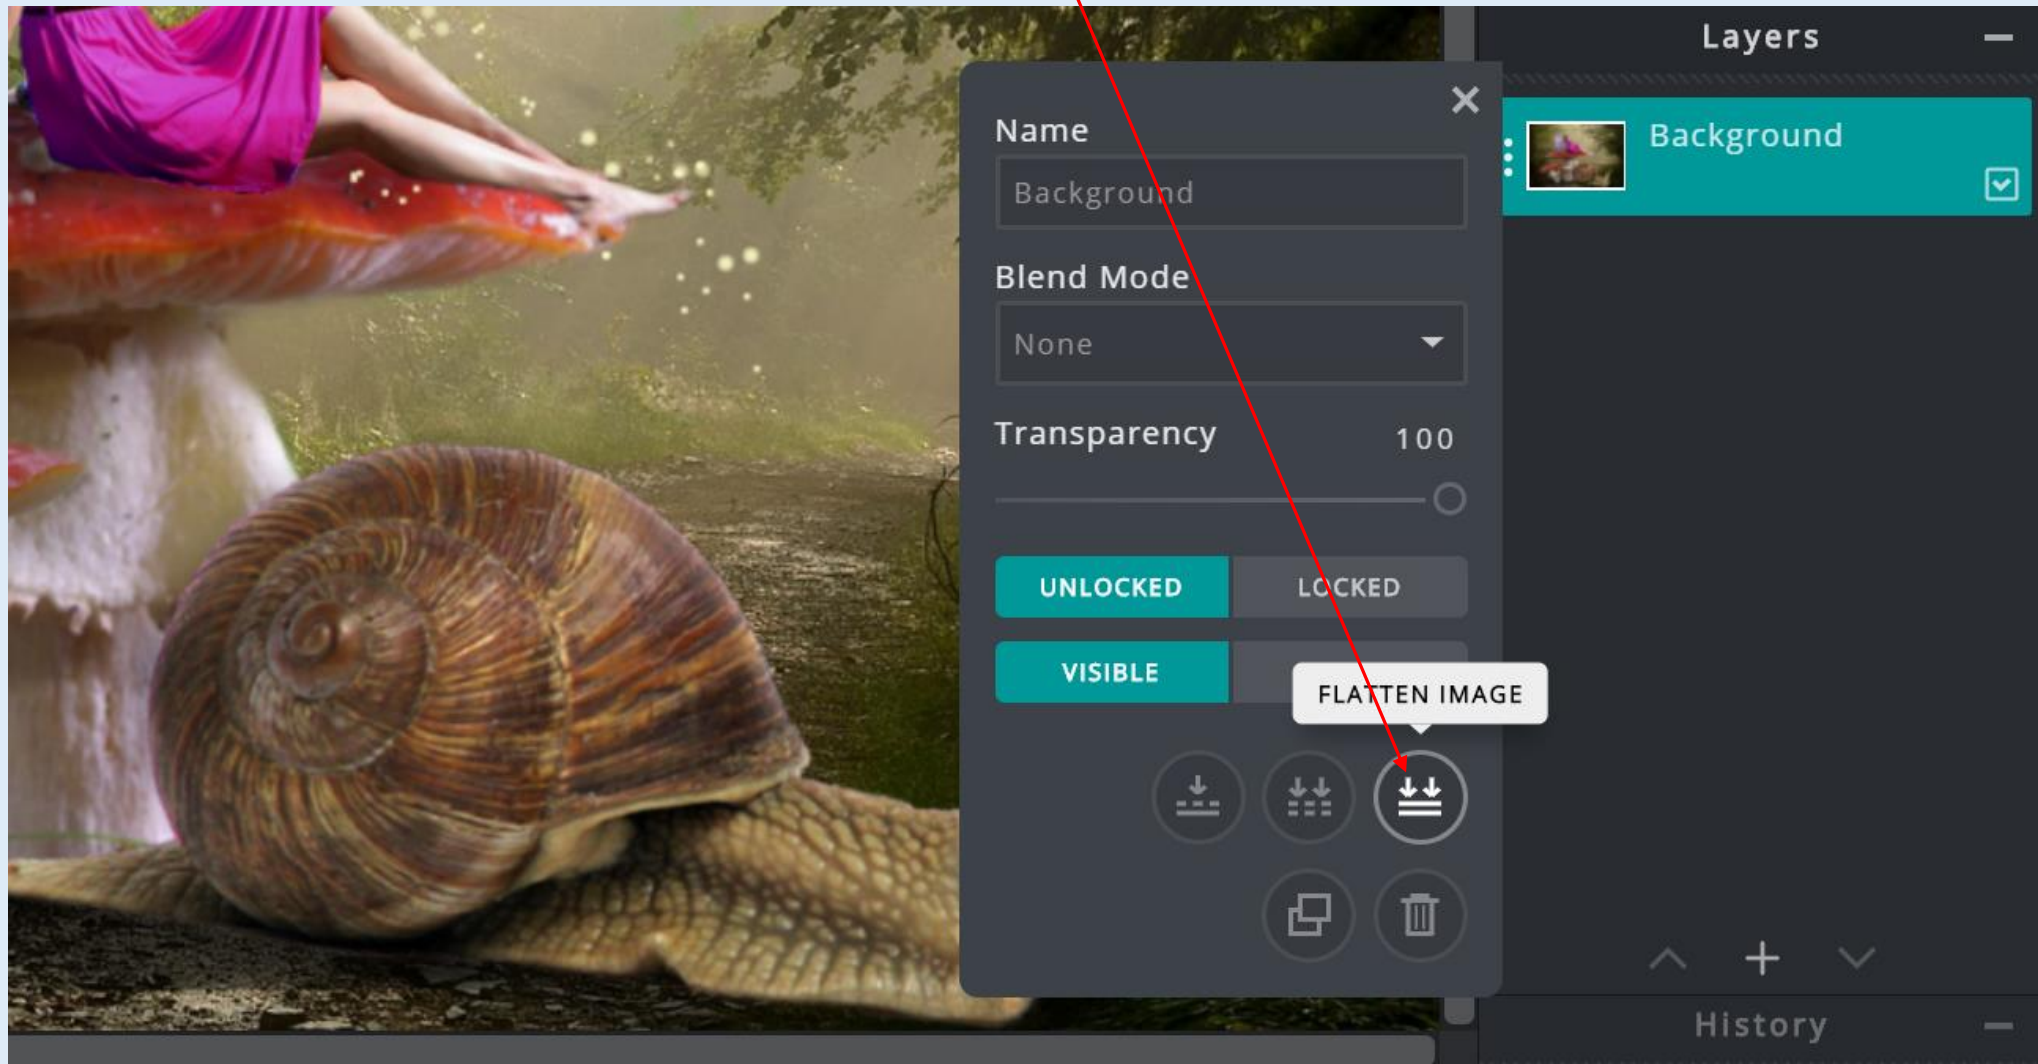 Layers
Name
Background
Background
Blend Mode
None
Transparency
100
UNLOCKED
LOCKED
VISIBLE
FLATTEN IMAGE
History